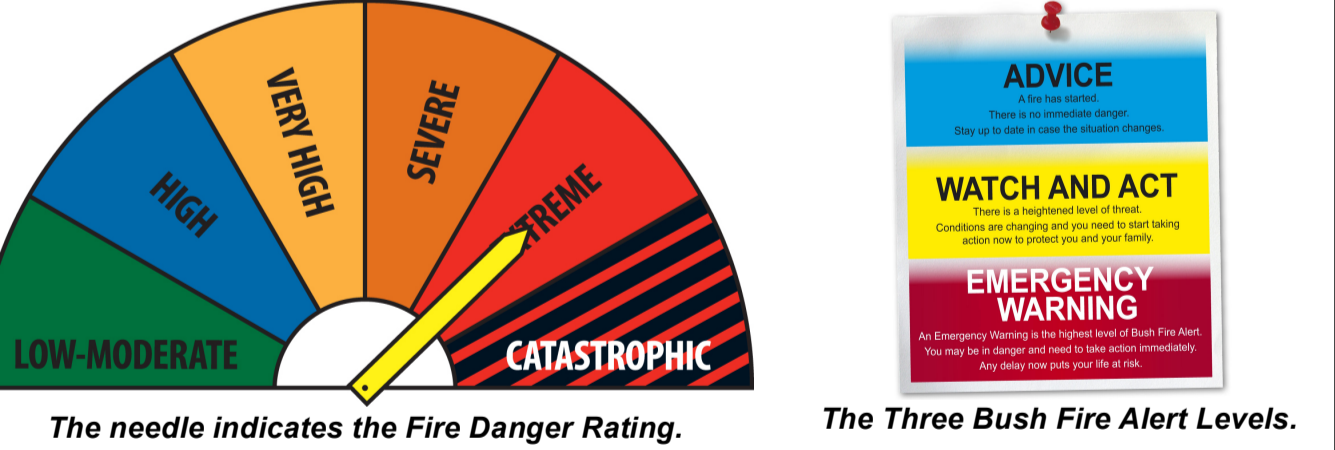 LOW-MODERATE
HIGH
VERY HIGH
SEVERE
TREME
CATASTROPHIC
The needle indicates the Fire Danger Rating.
ADVICE
A fire has started.
There is no immediate danger.
Stay up to date in case the situation changes.
WATCH AND ACT
There is a heightened level of threat.
Conditions are changing and you need to start taking
action now to protect you and your family.
EMERGENCY
WARNING
An Emergency Warning is the highest level of Bush Fire Alert.
You may be in danger and need to take action immediately.
Any delay now puts your life at risk.
The Three Bush Fire Alert Levels.